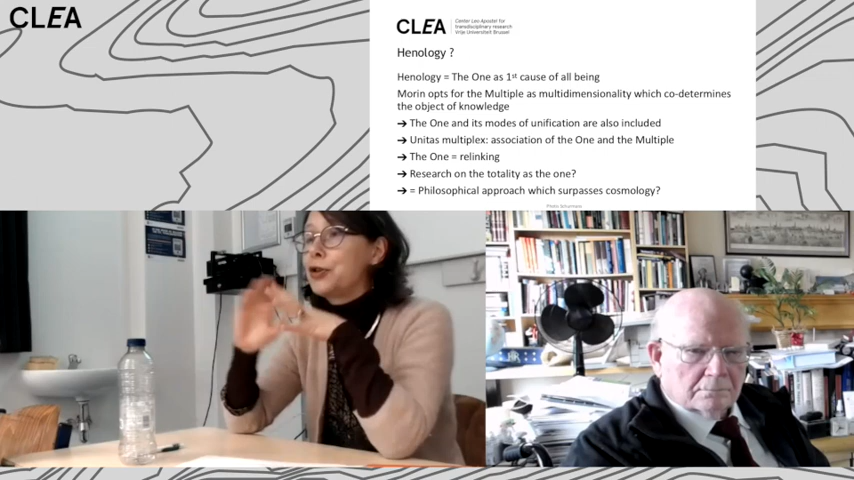 CLEA
CLEA
Center Leo Apostel for
transdisciplinary research
Vrije Universiteit Brussel
Henology ?
Henology = The One as 1st cause of all being
Morin opts for the Multiple as multidimensionality which co-determines
the object of knowledge
→ The One and its modes of unification are also included
→ Unitas multiplex: association of the One and the Multiple
→ The One = relinking
→ Research on the totality as the one?
→ = Philosophical approach which surpasses cosmology?